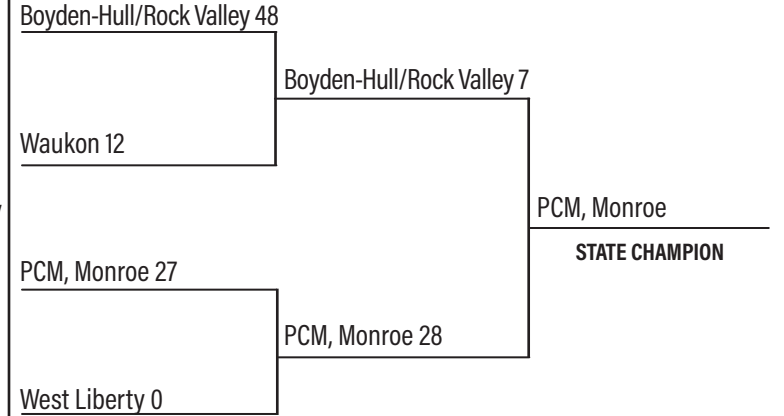 Boyden-Hull/Rock Valley 48
Boyden-Hull/Rock Valley 7
Waukon 12
PCM, Monroe
STATE CHAMPION
PCM, Monroe 27
PCM, Monroe 28
West Liberty 0